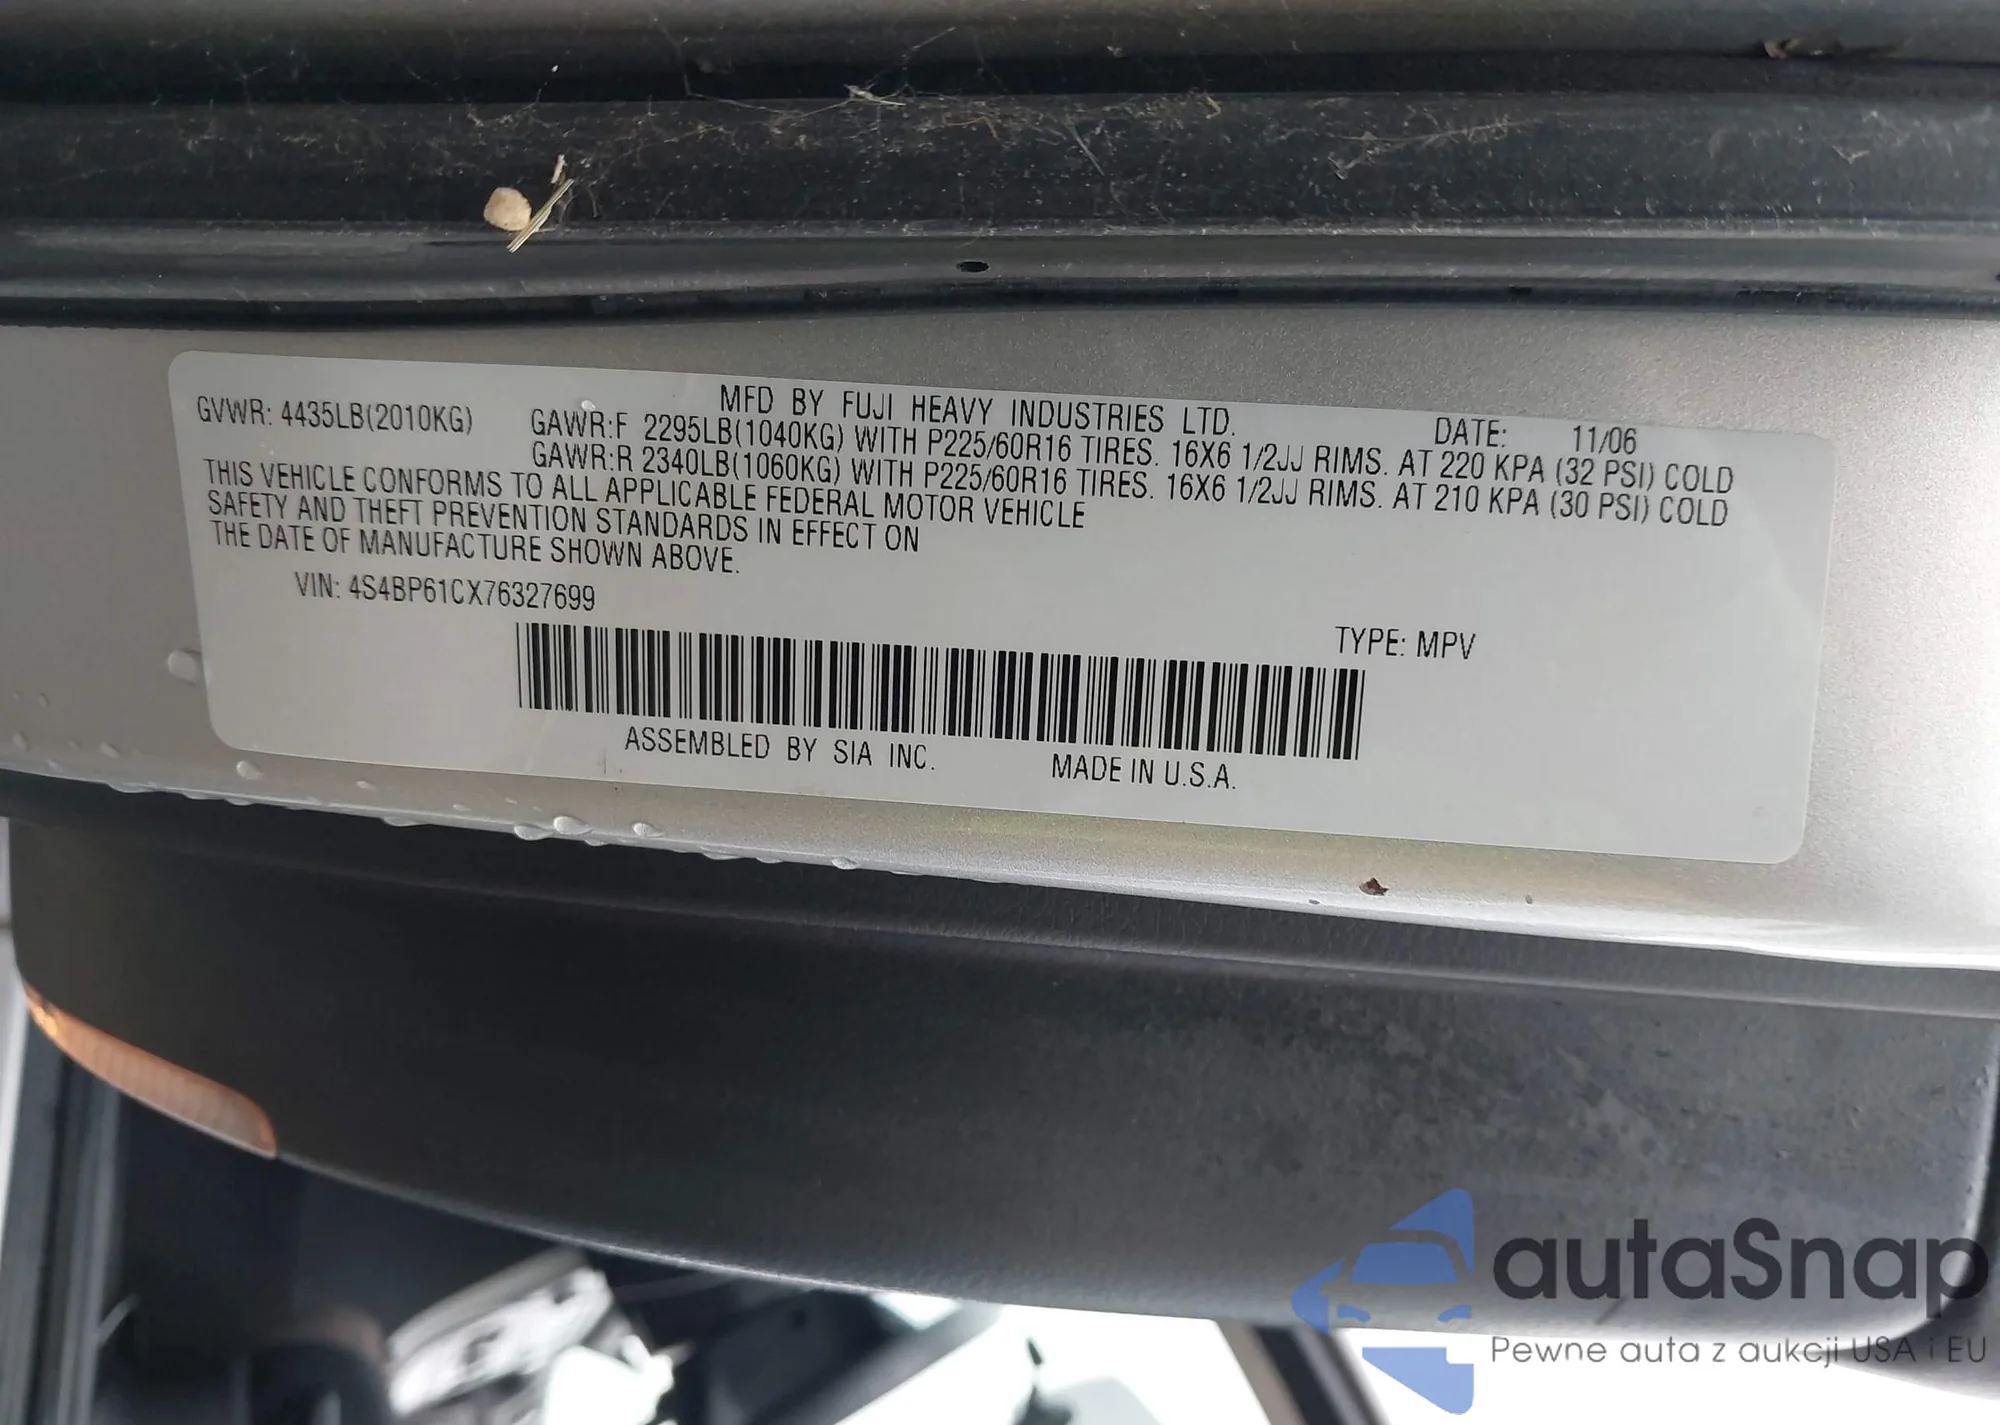 MFD BY FUJI HEAVY INDUSTRIES LTD.
GVWR: 4435LB(2010KG)
DATE: 11/06
GAWR:F 2295LB(1040KG) WITH P225/60R16 TIRES. 16X6 1/2JJ RIMS. AT 220 KPA (32 PSI) COLD
GAWR:R 2340LB(1060KG) WITH P225/60R16 TIRES. 16X6 1/2JJ RIMS. AT 210 KPA (30 PSI) COLD
THIS VEHICLE CONFORMS TO ALL APPLICABLE FEDERAL MOTOR VEHICLE
SAFETY AND THEFT PREVENTION STANDARDS IN EFFECT ON
THE DATE OF MANUFACTURE SHOWN ABOVE.
VIN: 4S4BP61CX76327699
TYPE: MPV
ASSEMBLED BY SIA INC. MADE IN U.S.A.
autaSnap
Pewne auta z aukcji USA i EU